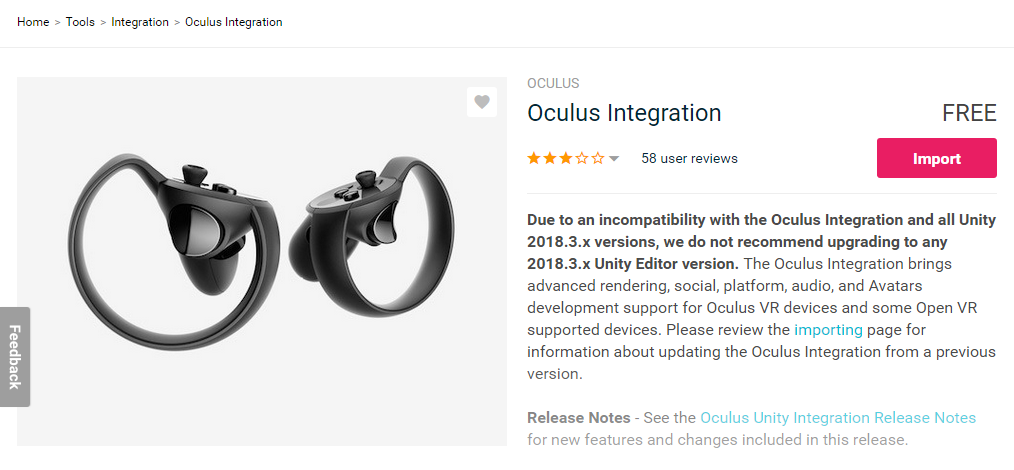 Home > Tools > Integration > Oculus Integration
OCULUS
Oculus Integration
FREE
58 user reviews
Import
Due to an incompatibility with the Oculus Integration and all Unity
2018.3.x versions, we do not recommend upgrading to any
2018.3.x Unity Editor version. The Oculus Integration brings
advanced rendering, social, platform, audio, and Avatars
development support for Oculus VR devices and some Open VR
supported devices. Please review the importing page for
information about updating the Oculus Integration from a previous
version.
Release Notes - See the Oculus Unity Integration Release Notes
for new features and changes included in this release.
Feedback